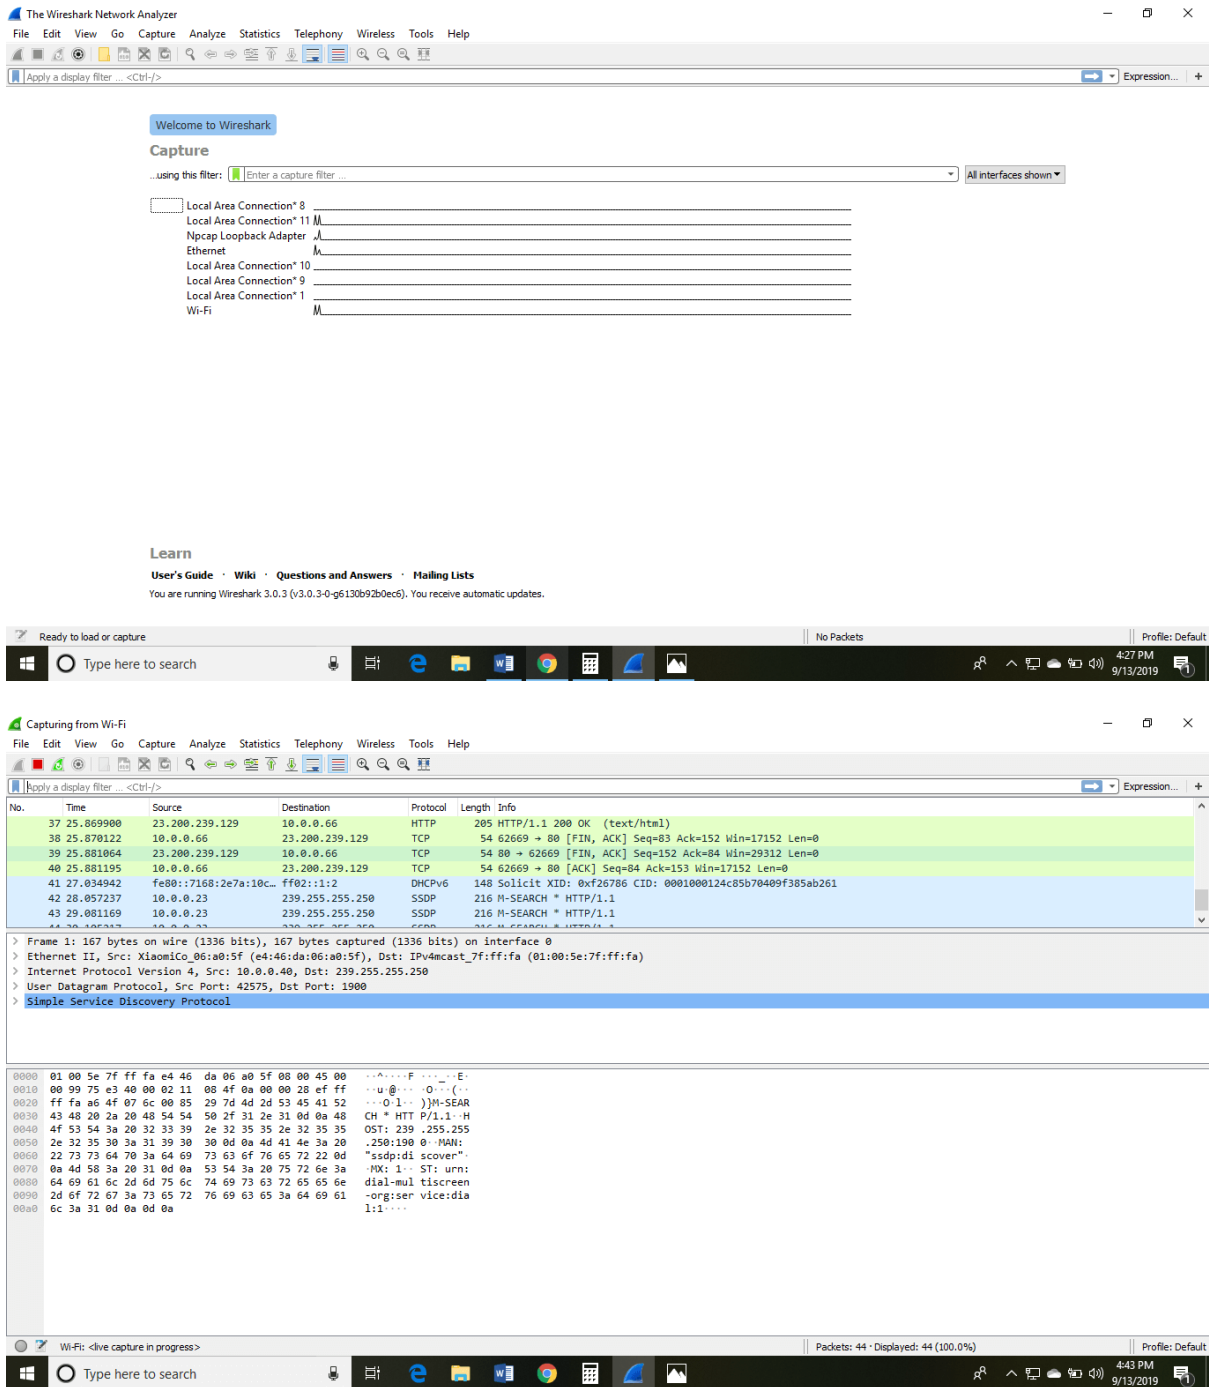 The Wireshark Network Analyzer
File Edit View Go Capture Analyze Statistics Telephony Wireless Tools Help
Apply a display filter ... <Ctrl-/> Expression... +
Welcome to Wireshark
Capture
...using this filter: Enter a capture filter ... All interfaces shown
Local Area Connection* 8
Local Area Connection* 11
Npcap Loopback Adapter
Ethernet
Local Area Connection* 10
Local Area Connection* 9
Local Area Connection* 1
Wi-Fi
Learn
User's Guide · Wiki · Questions and Answers · Mailing Lists
You are running Wireshark 3.0.3 (v3.0.3-0-g6130b92b0ec6). You receive automatic updates.
Ready to load or capture No Packets Profile: Default
Type here to search 4:27 PM
9/13/2019
Capturing from Wi-Fi
File Edit View Go Capture Analyze Statistics Telephony Wireless Tools Help
Apply a display filter ... <Ctrl-/> Expression... +
No. Time Source Destination Protocol Length Info
37 25.869900 23.200.239.129 10.0.0.66 HTTP 205 HTTP/1.1 200 OK (text/html)
38 25.870122 10.0.0.66 23.200.239.129 TCP 54 62669 → 80 [FIN, ACK] Seq=83 Ack=152 Win=17152 Len=0
39 25.881064 23.200.239.129 10.0.0.66 TCP 54 80 → 62669 [FIN, ACK] Seq=152 Ack=84 Win=29312 Len=0
40 25.881195 10.0.0.66 23.200.239.129 TCP 54 62669 → 80 [ACK] Seq=84 Ack=153 Win=17152 Len=0
41 27.034942 fe80::7168:2e7a:10c… ff02::1:2 DHCPv6 148 Solicit XID: 0xf26786 CID: 0001000124c85b70409f385ab261
42 28.057237 10.0.0.23 239.255.255.250 SSDP 216 M-SEARCH * HTTP/1.1
43 29.081169 10.0.0.23 239.255.255.250 SSDP 216 M-SEARCH * HTTP/1.1
> Frame 1: 167 bytes on wire (1336 bits), 167 bytes captured (1336 bits) on interface 0
> Ethernet II, Src: XiaomiCo_06:a0:5f (e4:46:da:06:a0:5f), Dst: IPv4mcast_7f:ff:fa (01:00:5e:7f:ff:fa)
> Internet Protocol Version 4, Src: 10.0.0.40, Dst: 239.255.255.250
> User Datagram Protocol, Src Port: 42575, Dst Port: 1900
> Simple Service Discovery Protocol
0000 01 00 5e 7f ff fa e4 46 da 06 a0 5f 08 00 45 00 ··^····F ···_··E·
0010 00 99 75 e3 40 00 02 11 08 4f 0a 00 00 28 ef ff ··u·@··· ·O···(··
0020 ff fa a6 4f 07 6c 00 85 29 7d 4d 2d 53 45 41 52 ···O·l·· )}M-SEAR
0030 43 48 20 2a 20 48 54 54 50 2f 31 2e 31 0d 0a 48 CH * HTT P/1.1··H
0040 4f 53 54 3a 20 32 33 39 2e 32 35 35 2e 32 35 35 OST: 239 .255.255
0050 2e 32 35 30 3a 31 39 30 30 0d 0a 4d 41 4e 3a 20 .250:190 0··MAN:
0060 22 73 73 64 70 3a 64 69 73 63 6f 76 65 72 22 0d "ssdp:di scover"·
0070 0a 4d 58 3a 20 31 0d 0a 53 54 3a 20 75 72 6e 3a ·MX: 1·· ST: urn:
0080 64 69 61 6c 2d 6d 75 6c 74 69 73 63 72 65 65 6e dial-mul tiscreen
0090 2d 6f 72 67 3a 73 65 72 76 69 63 65 3a 64 69 61 -org:ser vice:dia
00a0 6c 3a 31 0d 0a 0d 0a l:1····
Wi-Fi: <live capture in progress> Packets: 44 · Displayed: 44 (100.0%) Profile: Default
Type here to search 4:43 PM
9/13/2019